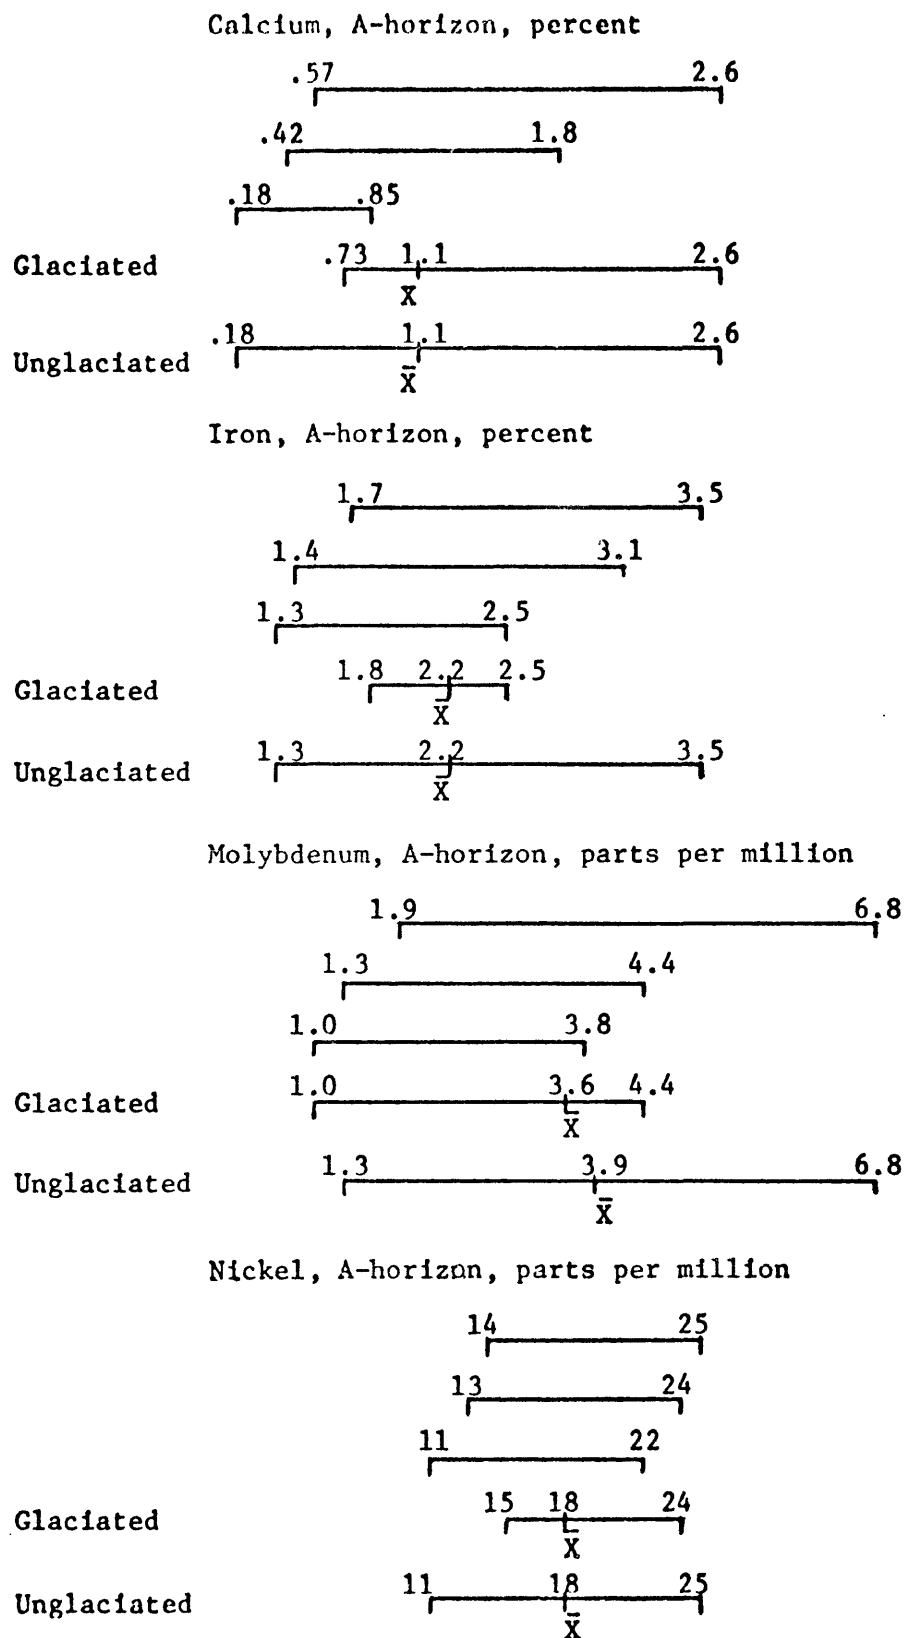 Calcium, A-horizon, percent
.57 2.6
.42 1.8
.18 .85
Glaciated .73 1.1 2.6
X̄
Unglaciated .18 1.1 2.6
X̄
Iron, A-horizon, percent
1.7 3.5
1.4 3.1
1.3 2.5
Glaciated 1.8 2.2 2.5
X̄
Unglaciated 1.3 2.2 3.5
X̄
Molybdenum, A-horizon, parts per million
1.9 6.8
1.3 4.4
1.0 3.8
Glaciated 1.0 3.6 4.4
X̄
Unglaciated 1.3 3.9 6.8
X̄
Nickel, A-horizon, parts per million
14 25
13 24
11 22
Glaciated 15 18 24
X̄
Unglaciated 11 18 25
X̄